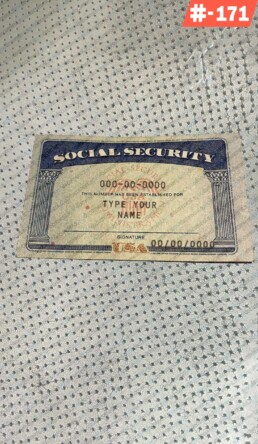 #-171
SOCIAL SECURITY
000-00-0000
THIS NUMBER HAS BEEN ESTABLISHED FOR
TYPE YOUR
NAME
SIGNATURE
USA 00/00/0000